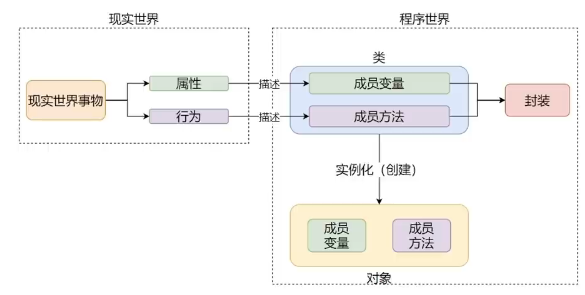 现实世界
程序世界
类
现实世界事物
属性
描述
成员变量
行为
描述
成员方法
封装
实例化（创建）
成员
变量
成员
方法
对象